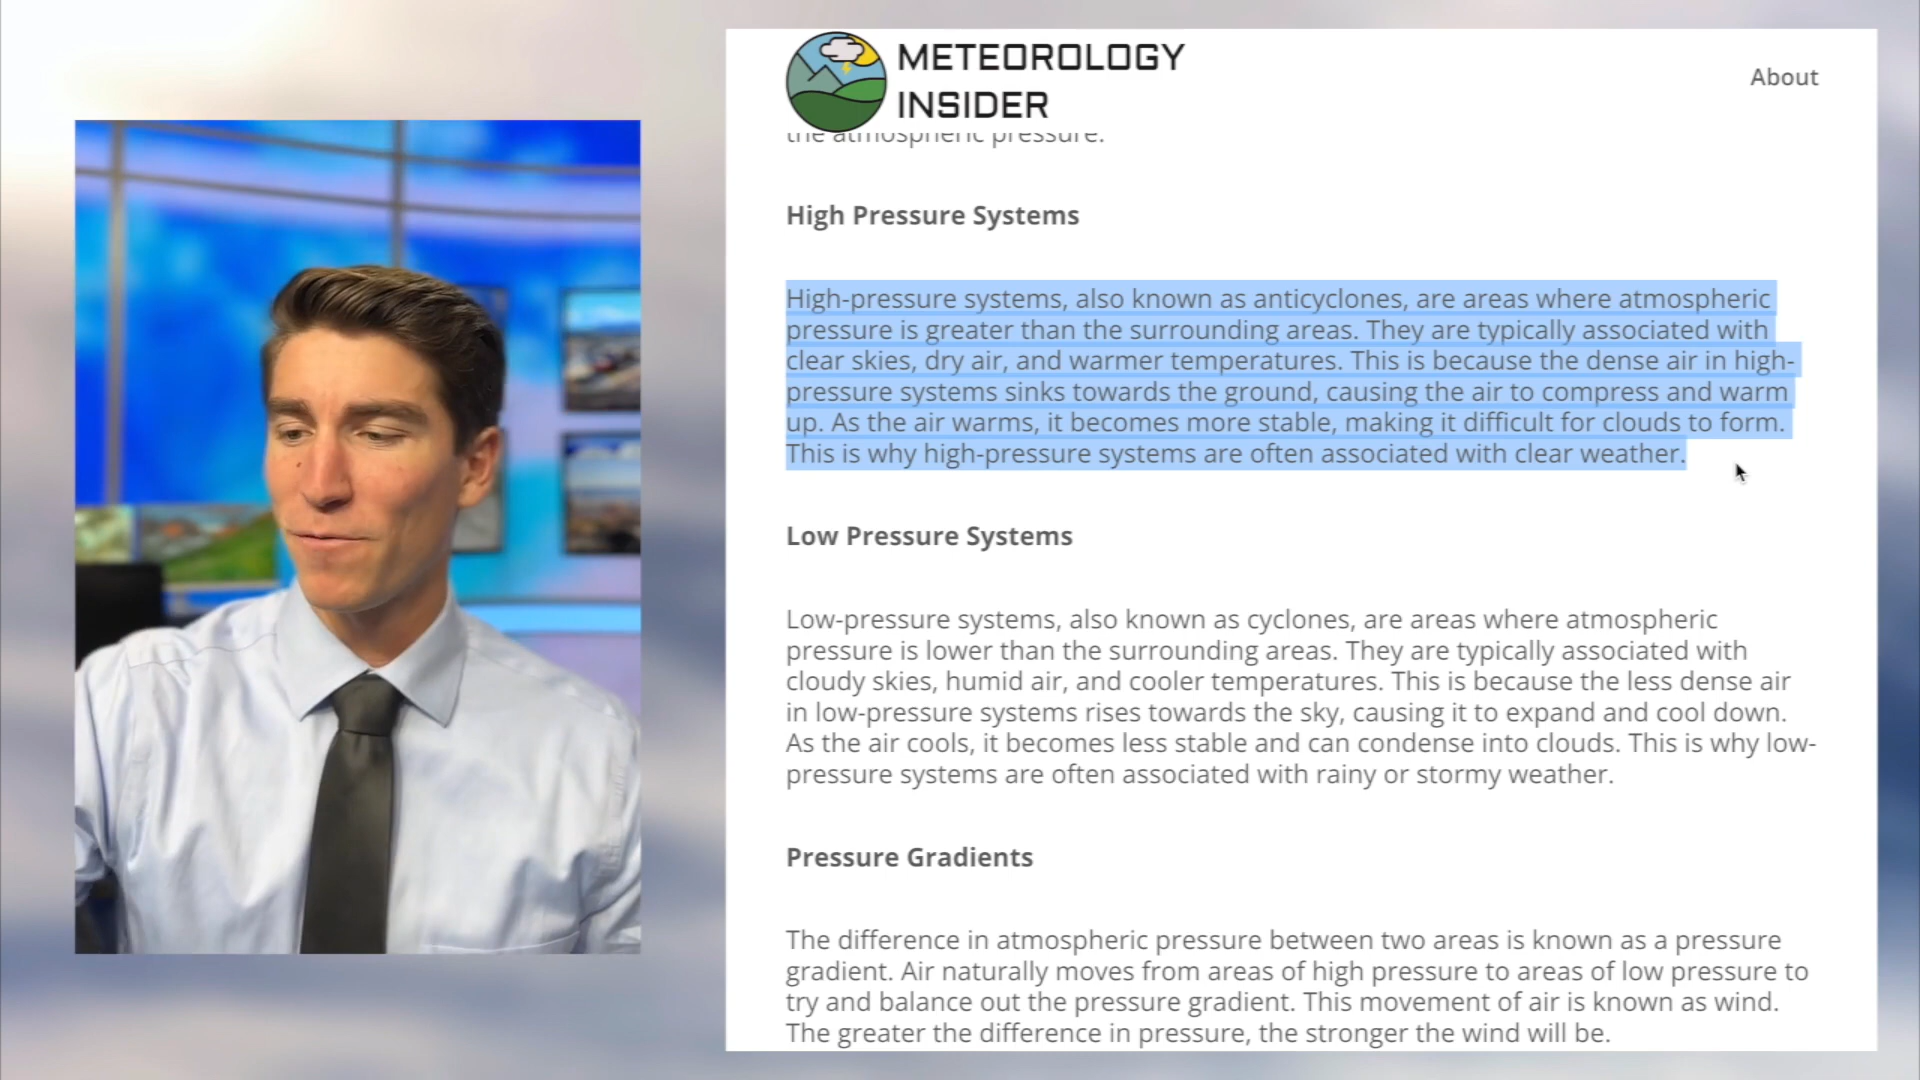 METEOROLOGY
INSIDER
About
the atmospheric pressure.
High Pressure Systems
High-pressure systems, also known as anticyclones, are areas where atmospheric
pressure is greater than the surrounding areas. They are typically associated with
clear skies, dry air, and warmer temperatures. This is because the dense air in high-
pressure systems sinks towards the ground, causing the air to compress and warm
up. As the air warms, it becomes more stable, making it difficult for clouds to form.
This is why high-pressure systems are often associated with clear weather.
Low Pressure Systems
Low-pressure systems, also known as cyclones, are areas where atmospheric
pressure is lower than the surrounding areas. They are typically associated with
cloudy skies, humid air, and cooler temperatures. This is because the less dense air
in low-pressure systems rises towards the sky, causing it to expand and cool down.
As the air cools, it becomes less stable and can condense into clouds. This is why low-
pressure systems are often associated with rainy or stormy weather.
Pressure Gradients
The difference in atmospheric pressure between two areas is known as a pressure
gradient. Air naturally moves from areas of high pressure to areas of low pressure to
try and balance out the pressure gradient. This movement of air is known as wind.
The greater the difference in pressure, the stronger the wind will be.